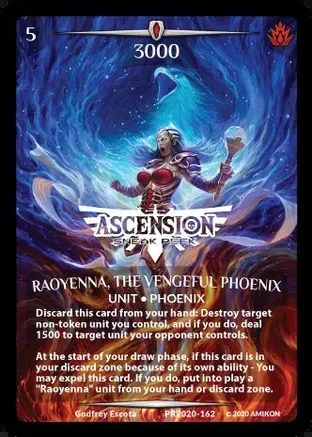 5
3000
ASCENSION
SNEAK PEEK
RAOYENNA, THE VENGEFUL PHOENIX
UNIT • PHOENIX
Discard this card from your hand: Destroy target
non-token unit you control, and if you do, deal
1500 to target unit your opponent controls.
At the start of your draw phase, if this card is in
your discard zone because of its own ability - You
may expel this card. If you do, put into play a
"Raoyenna" unit from your hand or discard zone.
Godfrey Escota PR2020-162 © 2020 AMIKON